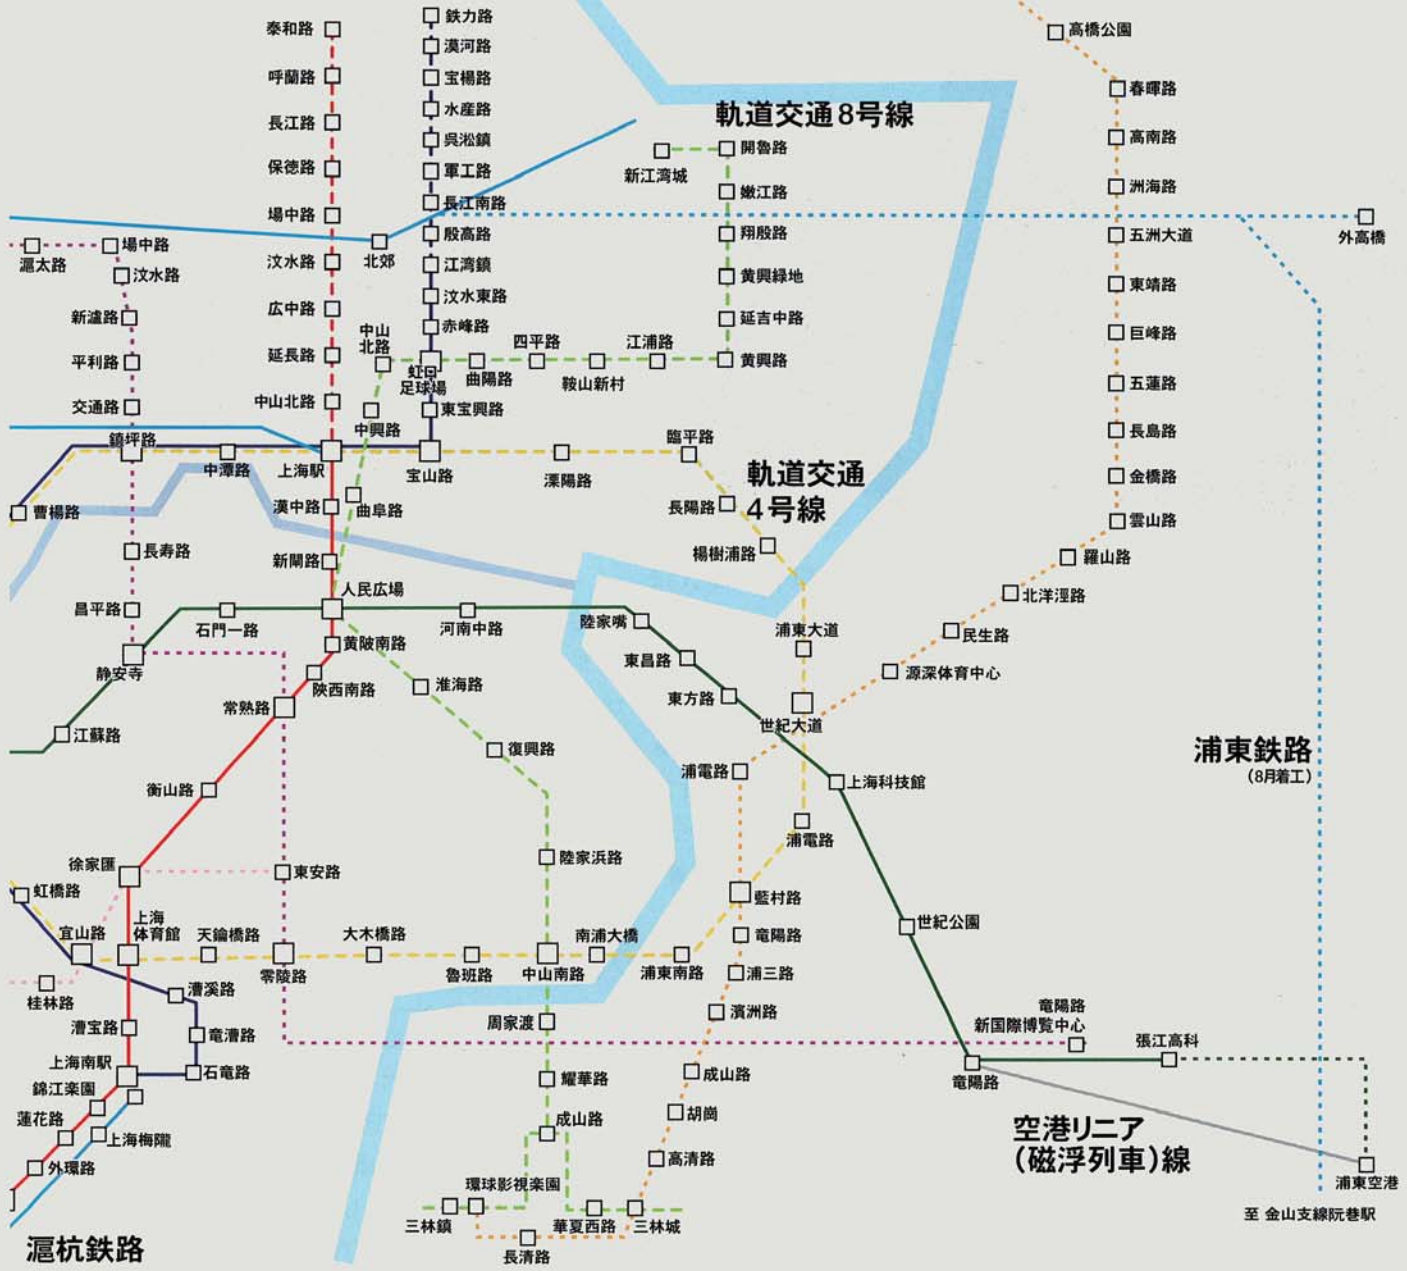 泰和路
呼蘭路
長江路
保徳路
場中路
汶水路
広中路
延長路
中山北路
上海駅
漢中路
新閘路
人民広場
黄陂南路
陝西南路
常熟路
衡山路
徐家匯
上海
体育館
漕宝路
上海南駅
錦江楽園
蓮花路
外環路
上海梅隴
滬杭鉄路
鉄力路
漠河路
宝楊路
水産路
呉淞鎮
軍工路
長江南路
殷高路
江湾鎮
汶水東路
赤峰路
虹口
足球場
東宝興路
宝山路
北郊
滬太路
場中路
汶水路
新滬路
平利路
交通路
鎮坪路
中潭路
曹楊路
長寿路
昌平路
静安寺
石門一路
江蘇路
河南中路
陸家嘴
東昌路
東方路
世紀大道
上海科技館
世紀公園
竜陽路
張江高科
軌道交通8号線
新江湾城
開魯路
嫩江路
翔殷路
黄興緑地
延吉中路
黄興路
江浦路
鞍山新村
四平路
曲陽路
中山
北路
中興路
曲阜路
淮海路
復興路
陸家浜路
中山南路
周家渡
耀華路
成山路
環球影視楽園
三林鎮
華夏西路
三林城
長清路
軌道交通
4号線
溧陽路
臨平路
長陽路
楊樹浦路
浦東大道
浦電路
藍村路
浦東南路
南浦大橋
魯班路
大木橋路
零陵路
天鑰橋路
宜山路
虹橋路
桂林路
東安路
漕溪路
竜漕路
石竜路
高橋公園
春暉路
高南路
洲海路
五洲大道
東靖路
巨峰路
五蓮路
長島路
金橋路
雲山路
羅山路
北洋涇路
民生路
源深体育中心
浦電路
竜陽路
浦三路
濱洲路
成山路
胡崗
高清路
竜陽路
新国際博覧中心
外高橋
浦東鉄路
(8月着工)
空港リニア
(磁浮列車)線
浦東空港
至 金山支線阮巷駅